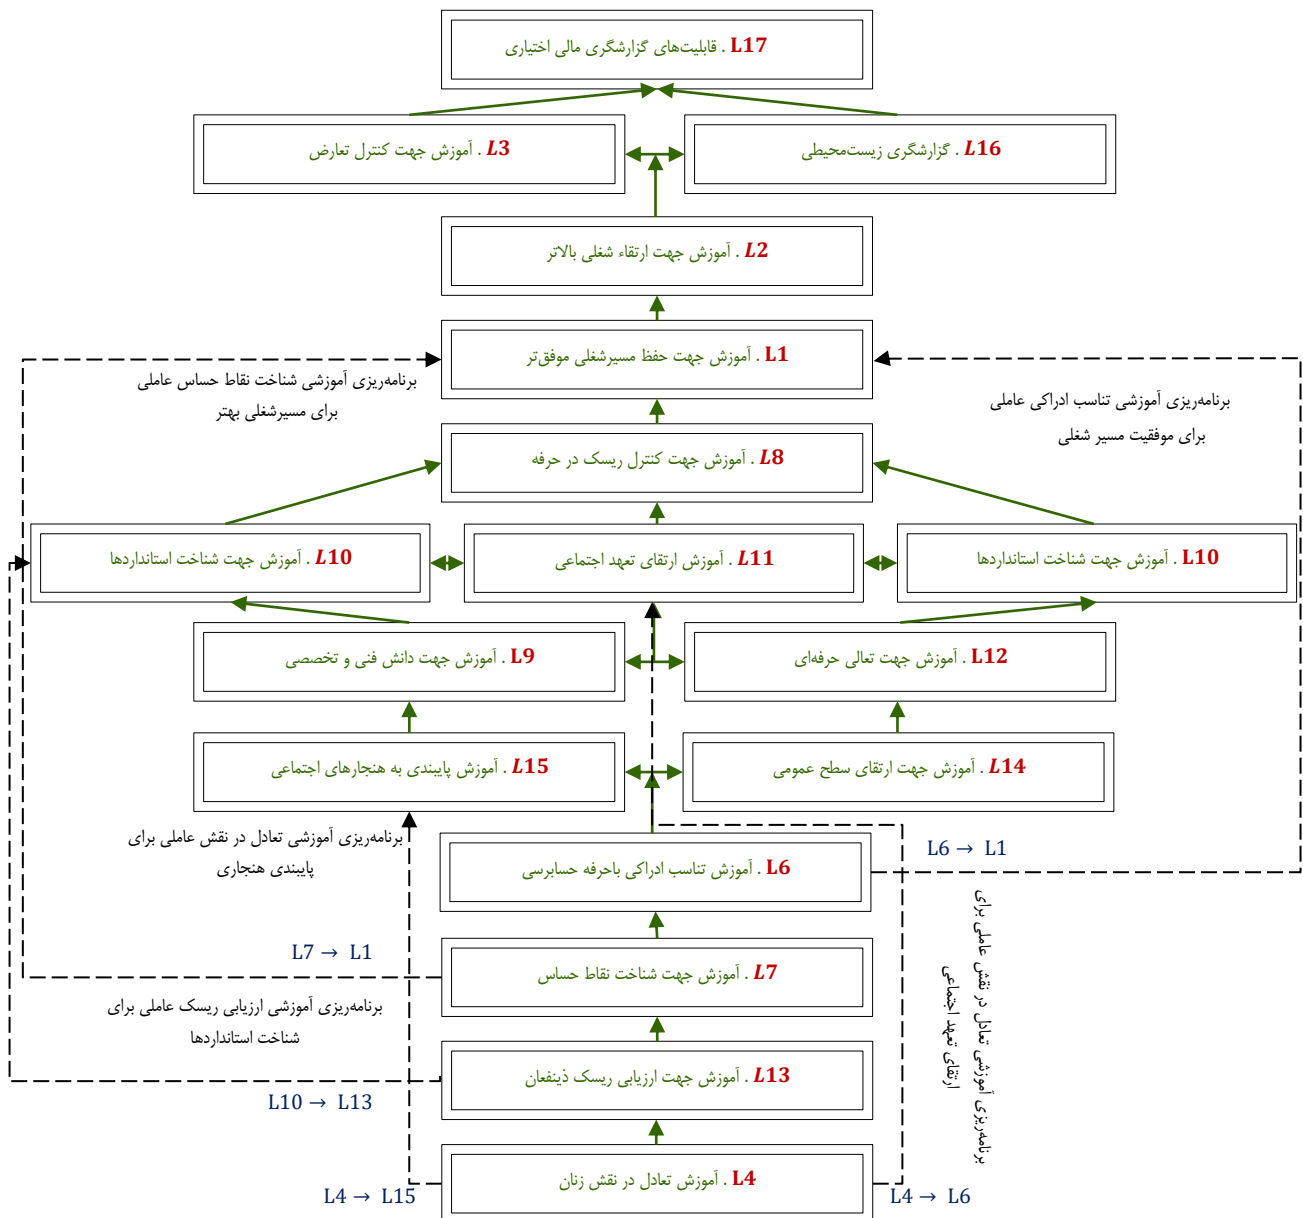 L17 . قابلیت‌های گزارشگری مالی اختیاری
L16 . گزارشگری زیست‌محیطی
L3 . آموزش جهت کنترل تعارض
L2 . آموزش جهت ارتقاء شغلی بالاتر
L1 . آموزش جهت حفظ مسیرشغلی موفق‌تر
برنامه‌ریزی آموزشی تناسب ادراکی عاملی
برای موفقیت مسیر شغلی
برنامه‌ریزی آموزشی شناخت نقاط حساس عاملی
برای مسیرشغلی بهتر
L8 . آموزش جهت کنترل ریسک در حرفه
L10 . آموزش جهت شناخت استانداردها
L11 . آموزش ارتقای تعهد اجتماعی
L10 . آموزش جهت شناخت استانداردها
L12 . آموزش جهت تعالی حرفه‌ای
L9 . آموزش جهت دانش فنی و تخصصی
L14 . آموزش جهت ارتقای سطح عمومی
L15 . آموزش پایبندی به هنجارهای اجتماعی
برنامه‌ریزی آموزشی تعادل در نقش عاملی برای
پایبندی هنجاری
L6 . آموزش تناسب ادراکی باحرفه حسابرسی
L6 → L1
L7 → L1
L7 . آموزش جهت شناخت نقاط حساس
برنامه‌ریزی آموزشی تعادل در نقش عاملی برای
ارتقای تعهد اجتماعی
برنامه‌ریزی آموزشی ارزیابی ریسک عاملی برای
شناخت استانداردها
L13 . آموزش جهت ارزیابی ریسک ذینفعان
L10 → L13
L4 . آموزش تعادل در نقش زنان
L4 → L15
L4 → L6